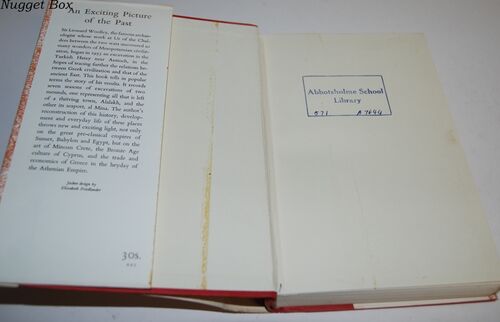 Nugget Box
An Exciting Picture
of the Past
Sir Leonard Woolley, the famous archae-
ologist whose work at Ur of the Chal-
dees between the two wars uncovered so
many wonders of Mesopotamian civiliz-
ation, began in 1937 an excavation in the
Turkish Hatay near Antioch, in the
hopes of tracing further the relations be-
tween Greek civilization and that of the
ancient East. This book tells in popular
terms the story of his results. It records
seven seasons of excavations of two
mounds, one representing all that is left
of a thriving town, Alalakh, and the
other its seaport, al Mina. The author's
reconstruction of this history, develop-
ment and everyday life of these places
throws new and exciting light, not only
on the great pre-classical empires of
Sumer, Babylon and Egypt, but on the
art of Minoan Crete, the Bronze Age
culture of Cyprus, and the trade and
economics of Greece in the heyday of
the Athenian Empire.
Jacket design by
Elizabeth Friedlander
30s.
NET
Abbotsholme School
Library
571 A7644